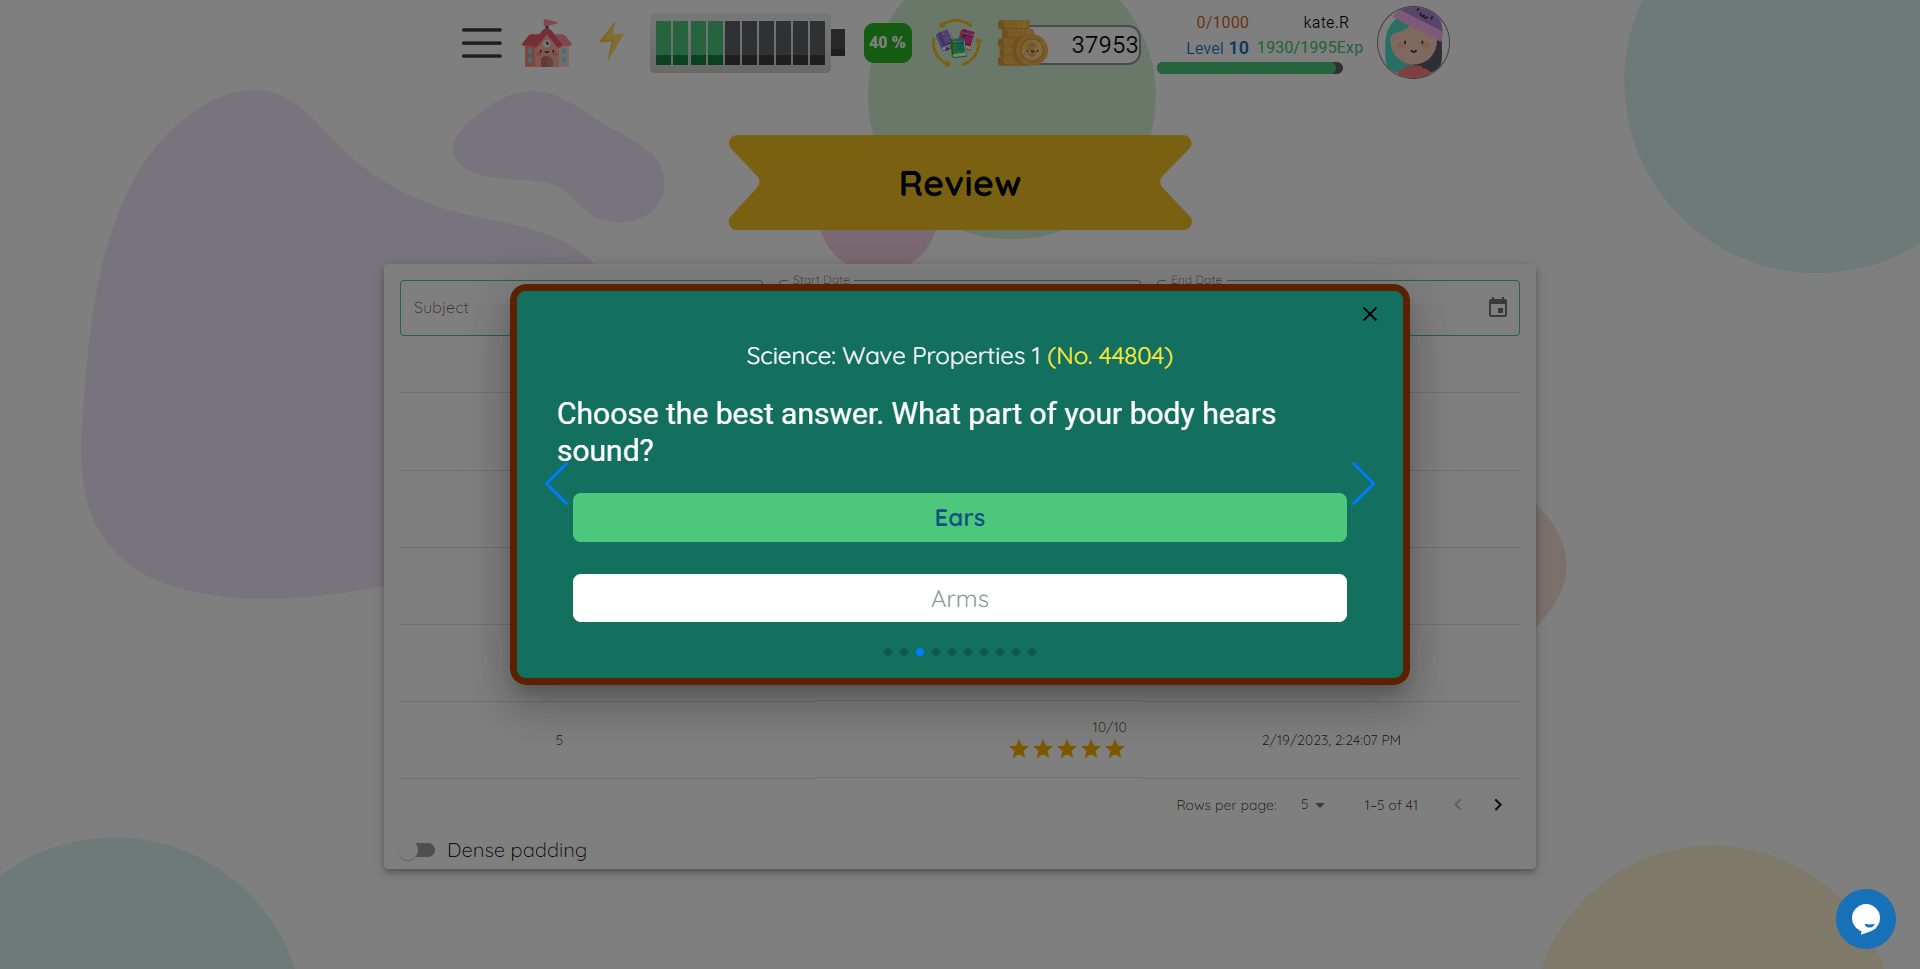 40 %
37953
0/1000
kate.R
Level 10
1930/1995Exp
Review
Subject
Start Date
End Date
Science: Wave Properties 1 (No. 44804)
Choose the best answer. What part of your body hears
sound?
Ears
Arms
5
10/10
2/19/2023, 2:24:07 PM
Rows per page:
5
1–5 of 41
Dense padding